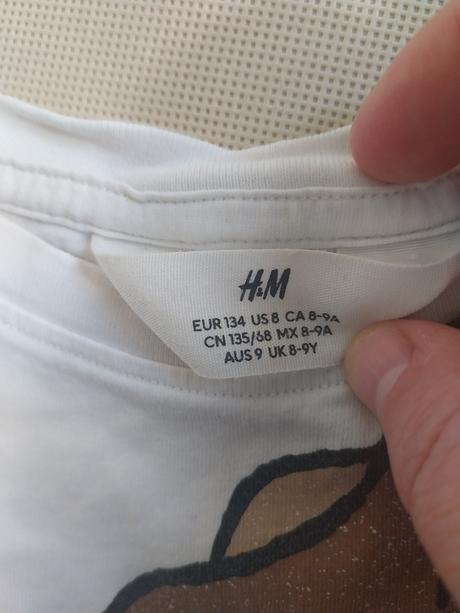 H&M
EUR 134 US 8 CA 8-9A
CN 135/68 MX 8-9A
AUS 9 UK 8-9Y